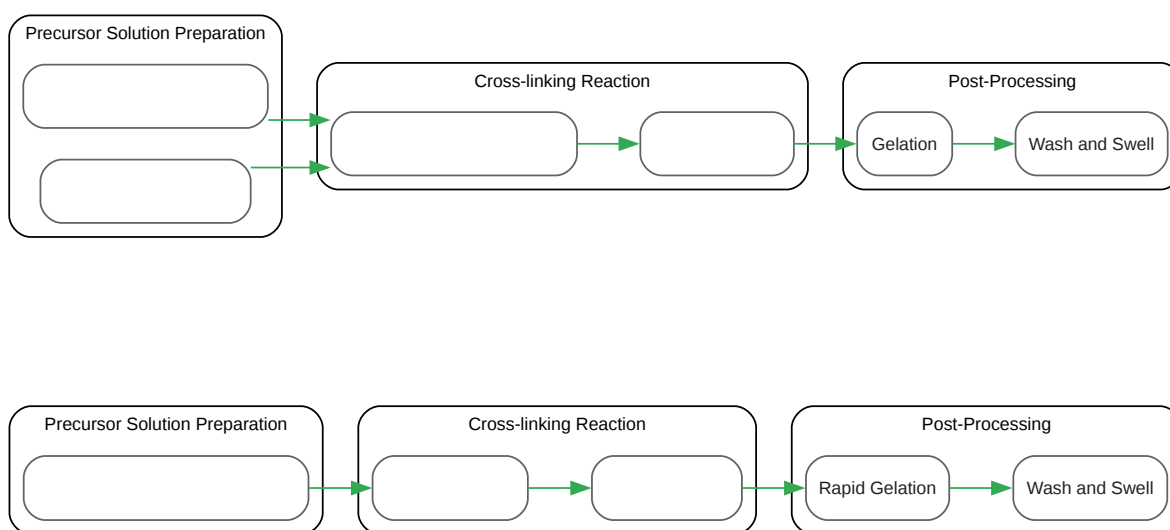 Precursor Solution Preparation
Cross-linking Reaction
Post-Processing
Gelation
Wash and Swell
Precursor Solution Preparation
Cross-linking Reaction
Post-Processing
Rapid Gelation
Wash and Swell